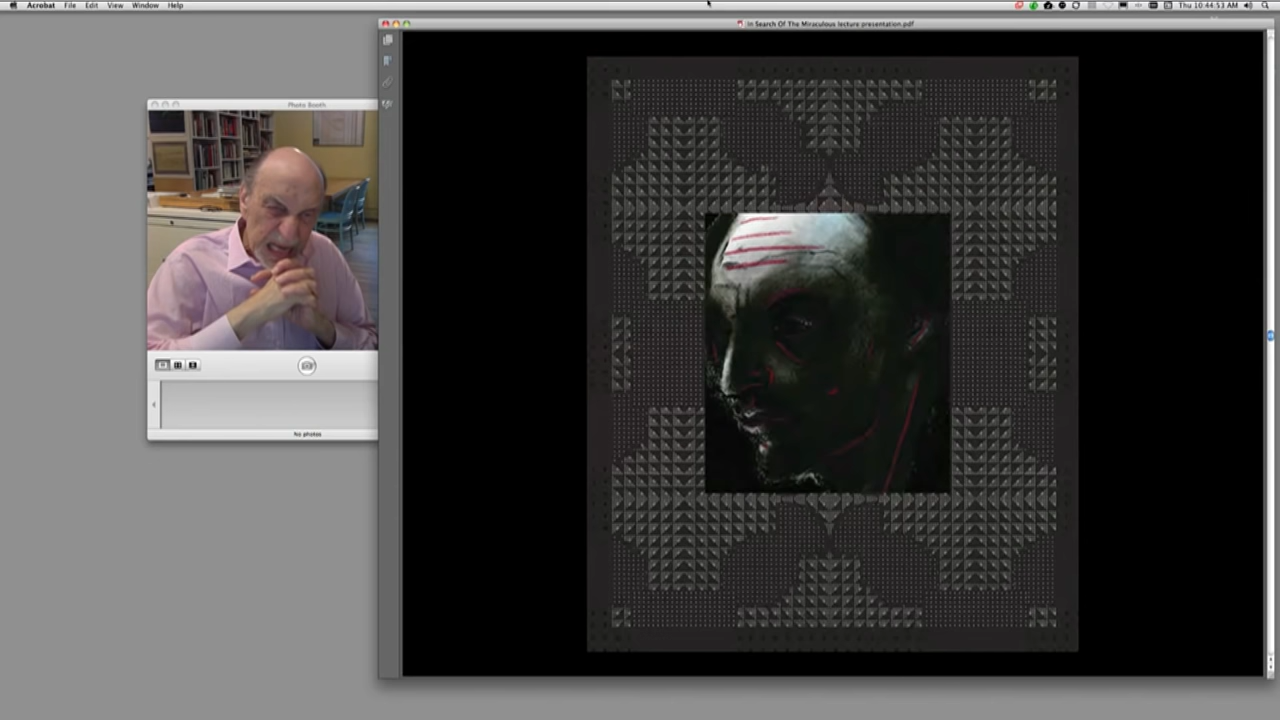 Acrobat File Edit View Window Help
Thu 10:44:53 AM
In Search Of The Miraculous lecture presentation.pdf
Photo Booth
No photos